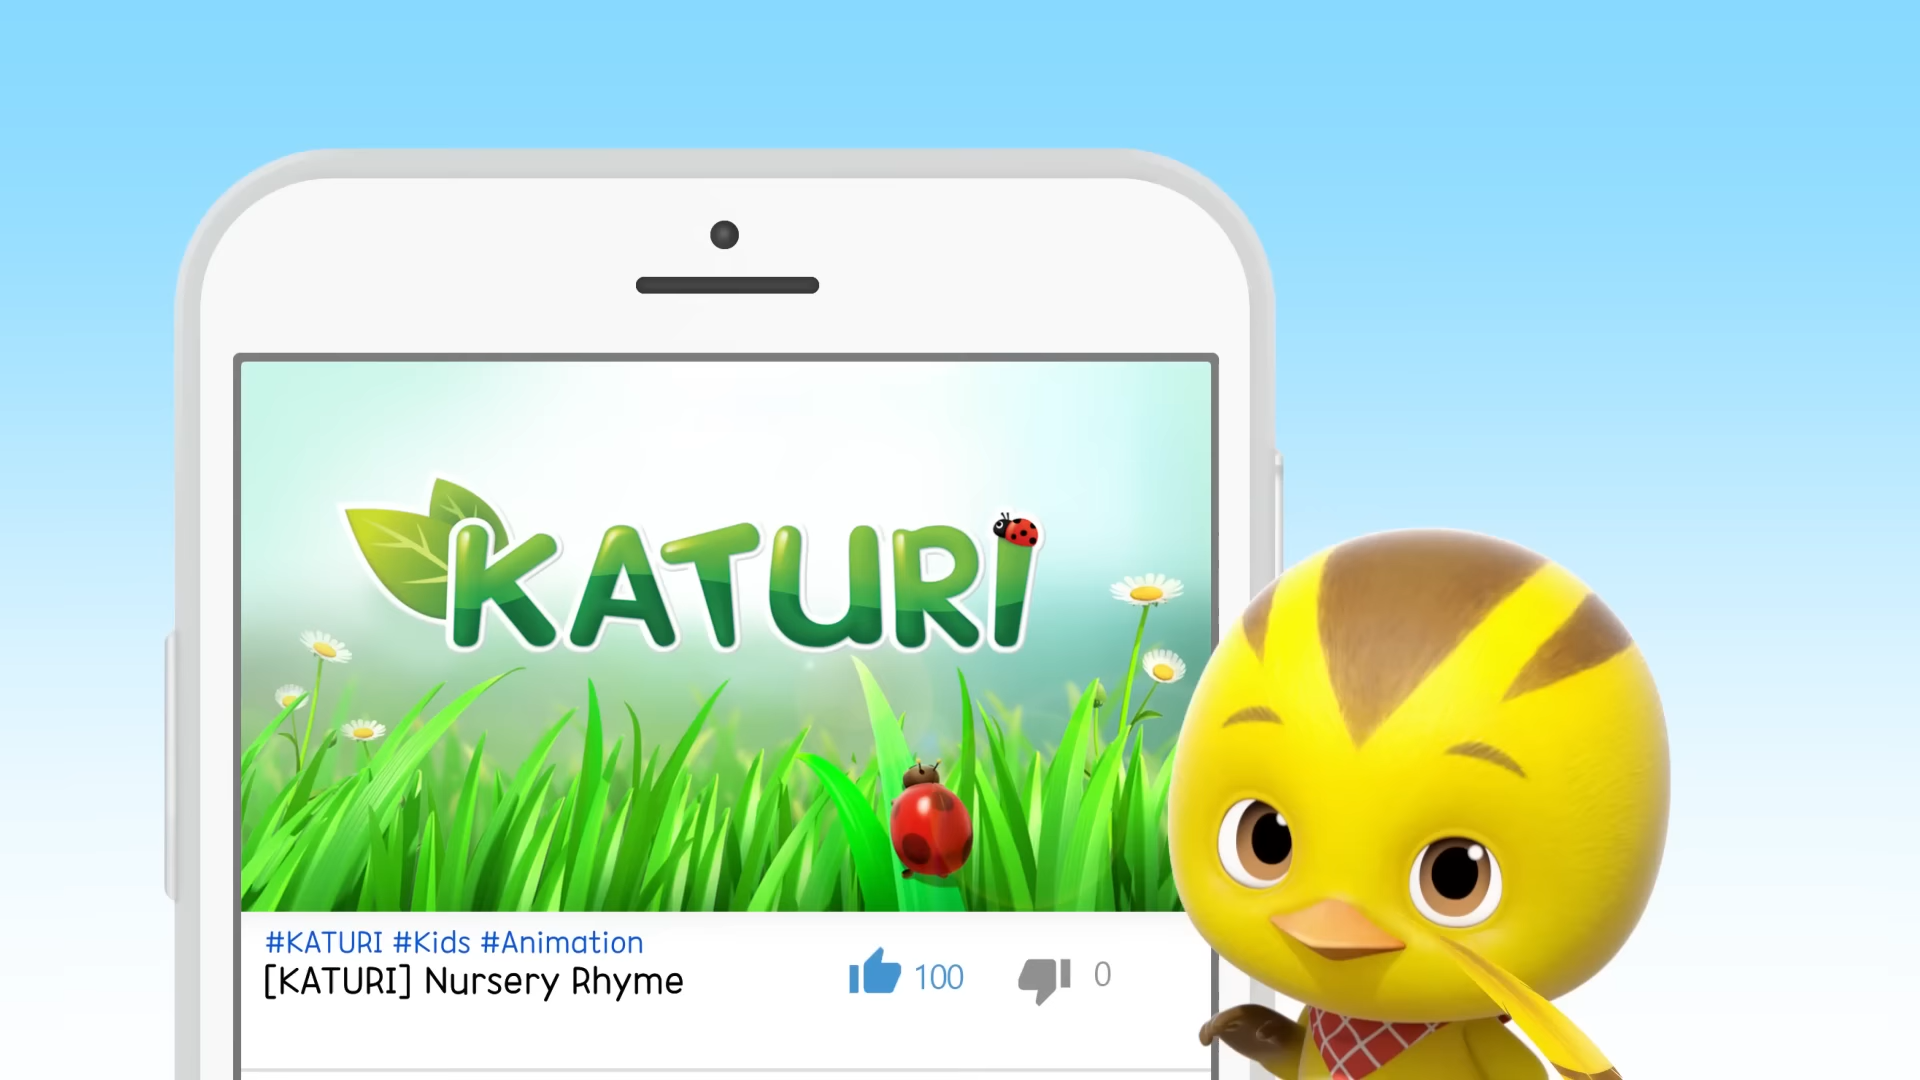 KATURI
#KATURI #Kids #Animation
[KATURI] Nursery Rhyme
100
0